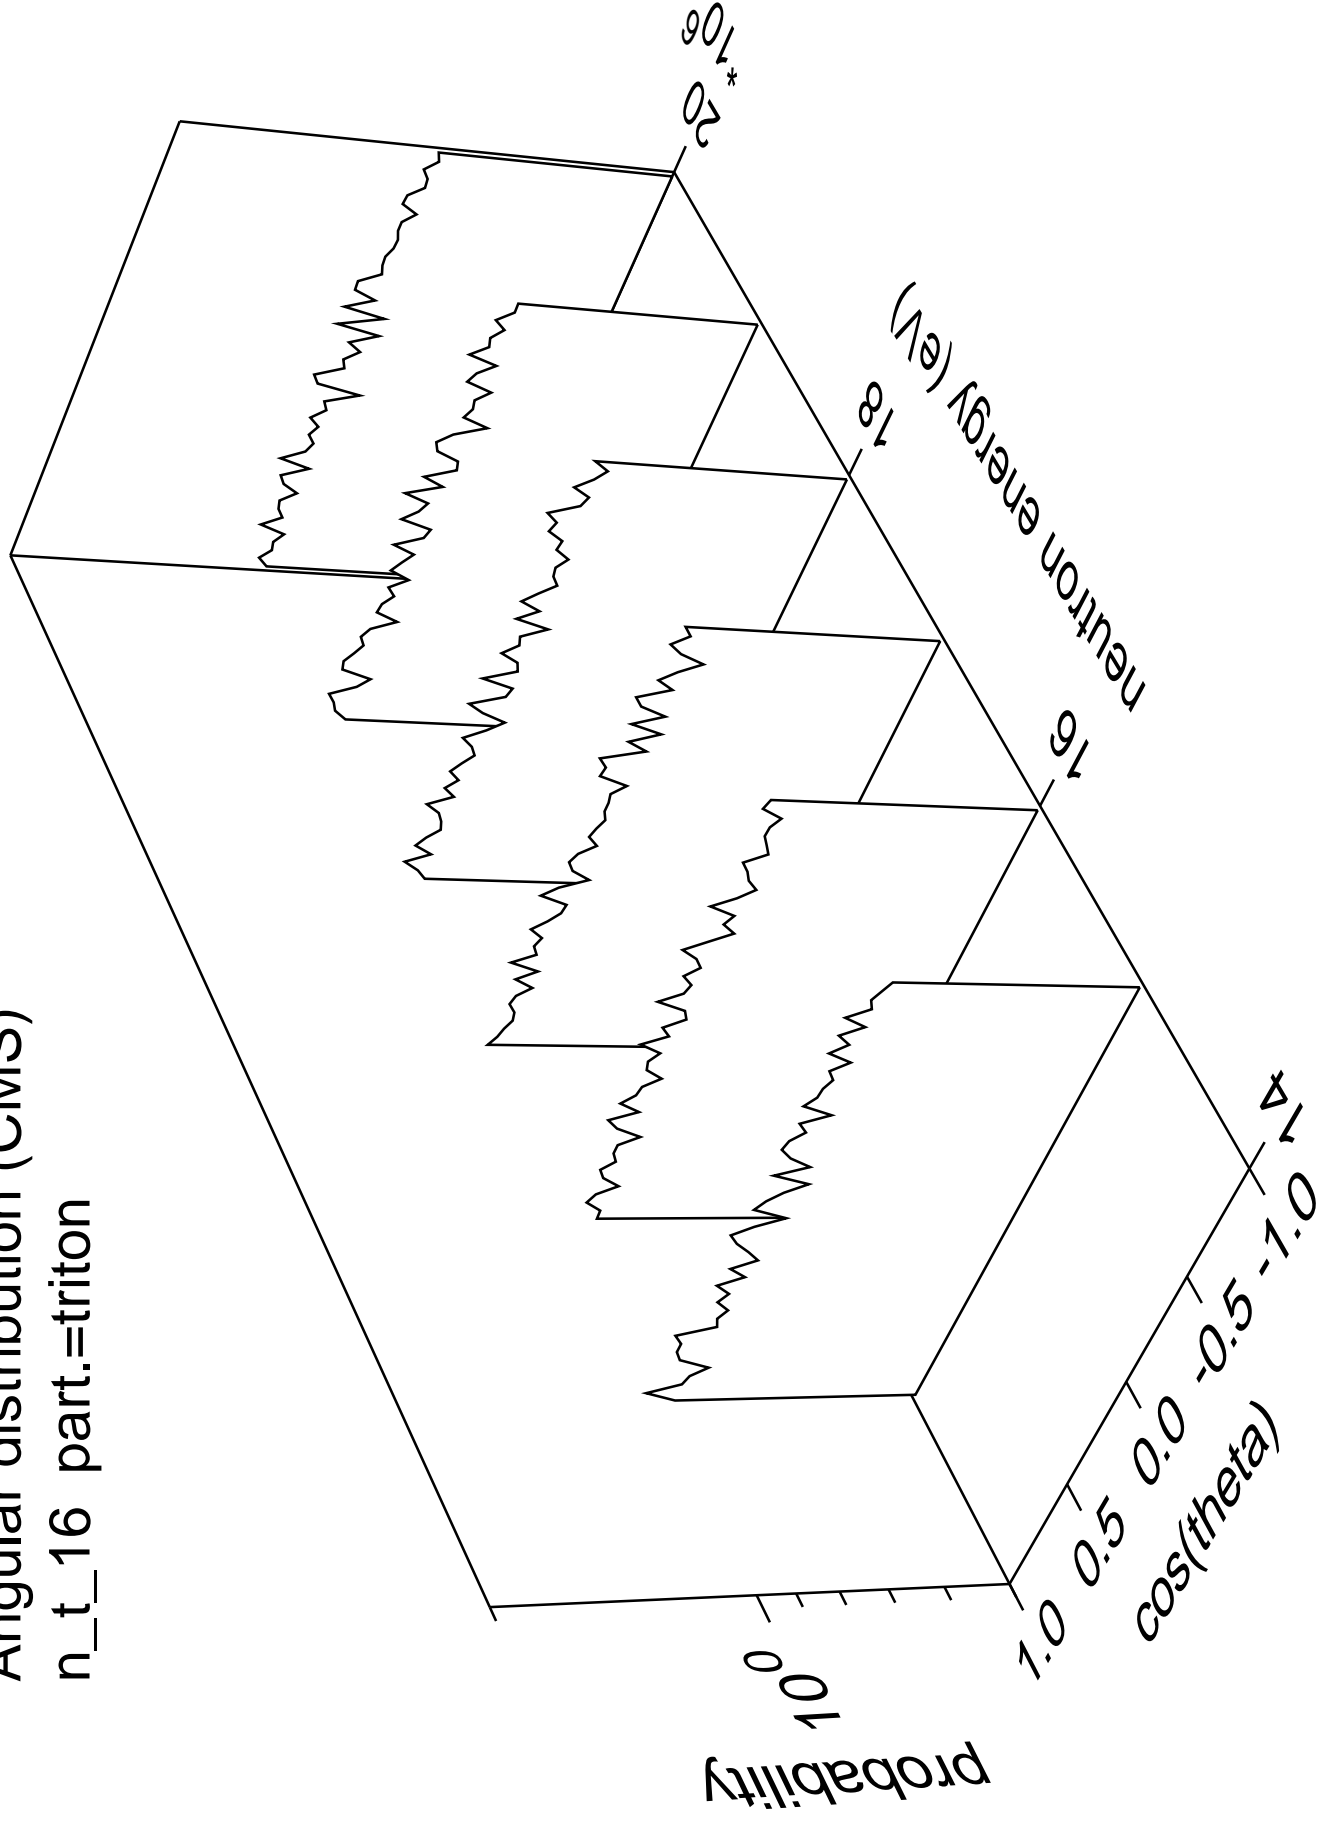 Angular distribution (CMS)
n_t_16 part.=triton
probability
10 0
1.0 0.5 0.0 -0.5 -1.0
cos(theta)
14 16 18 20 * 10 6
neutron energy (eV)